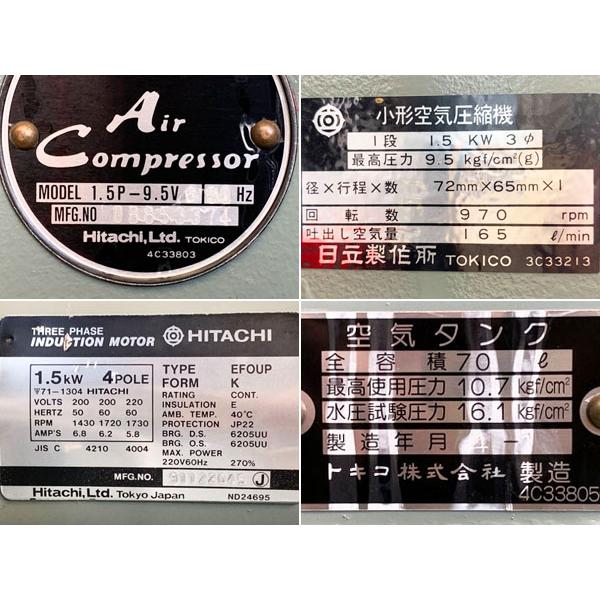 Air
Compressor
MODEL 1.5P-9.5V Hz
MFG.NO
Hitachi, Ltd. TOKICO
4C33803
小形空気圧縮機
1段 1.5 KW 3φ
最高圧力 9.5 kgf/cm²(g)
径×行程×数 72mm×65mm×1
回転数 970 rpm
吐出し空気量 165 ℓ/min
日立製作所 TOKICO 3C33213
THREE PHASE
INDUCTION MOTOR HITACHI
1.5kW 4POLE
〒71-1304 HITACHI
VOLTS 200 200 220
HERTZ 50 60 60
RPM 1430 1720 1730
AMP'S 6.8 6.2 5.8
JIS C 4210 4004
TYPE EFOUP
FORM K
RATING CONT.
INSULATION E
AMB. TEMP. 40°C
PROTECTION JP22
BRG. D.S. 6205UU
BRG. O.S. 6205UU
MAX. POWER
220V60HZ 270%
MFG.NO. J
Hitachi, Ltd. Tokyo Japan ND24695
空気タンク
全容積 70 ℓ
最高使用圧力 10.7 kgf/cm²
水圧試験圧力 16.1 kgf/cm²
製造年月
トキコ株式会社 製造
4C33805